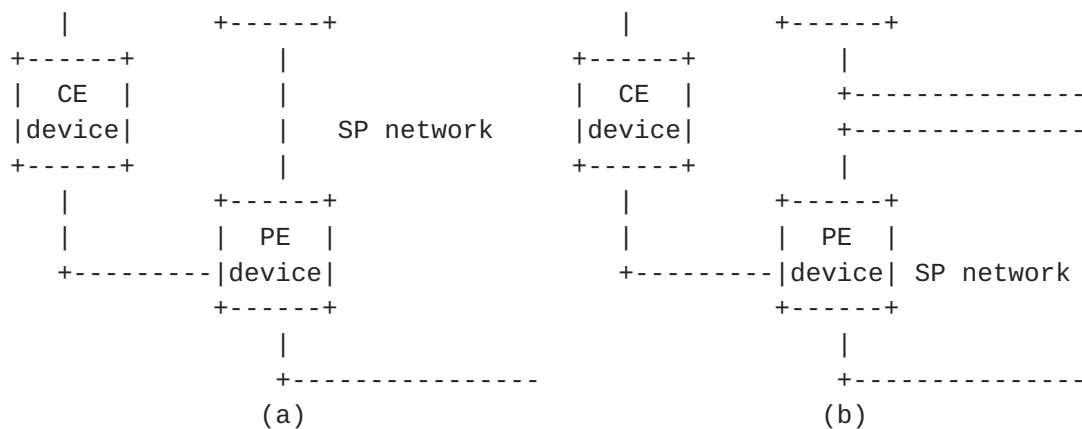 |         +------+                  |         +------+
+------+         |                +------+         |
|  CE  |         |                |  CE  |         +---------------
|device|         |   SP network   |device|         +---------------
+------+         |                +------+         |
   |         +------+                  |         +------+
   |         |  PE  |                  |         |  PE  |
   +---------|device|                  +---------|device| SP network
             +------+                            +------+
                 |                                 |
                 +----------------                 +---------------
                (a)                               (b)